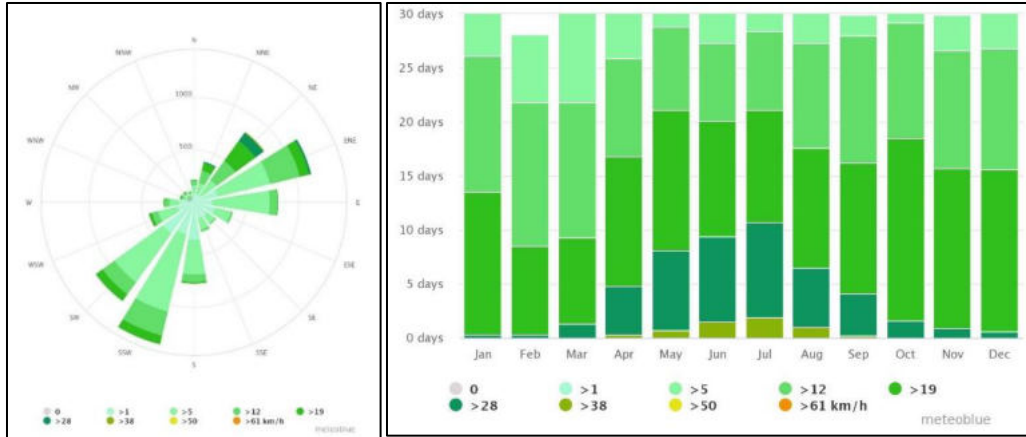 N
NNW
NNE
NW
NE
1000
WNW
ENE
500
W
E
WSW
ESE
SW
SE
SSW
SSE
S
0 >1 >5 >12 >19
>28 >38 >50 >61 km/h
meteoblue
30 days
25 days
20 days
15 days
10 days
5 days
0 days
Jan Feb Mar Apr May Jun Jul Aug Sep Oct Nov Dec
0 >1 >5 >12 >19
>28 >38 >50 >61 km/h
meteoblue